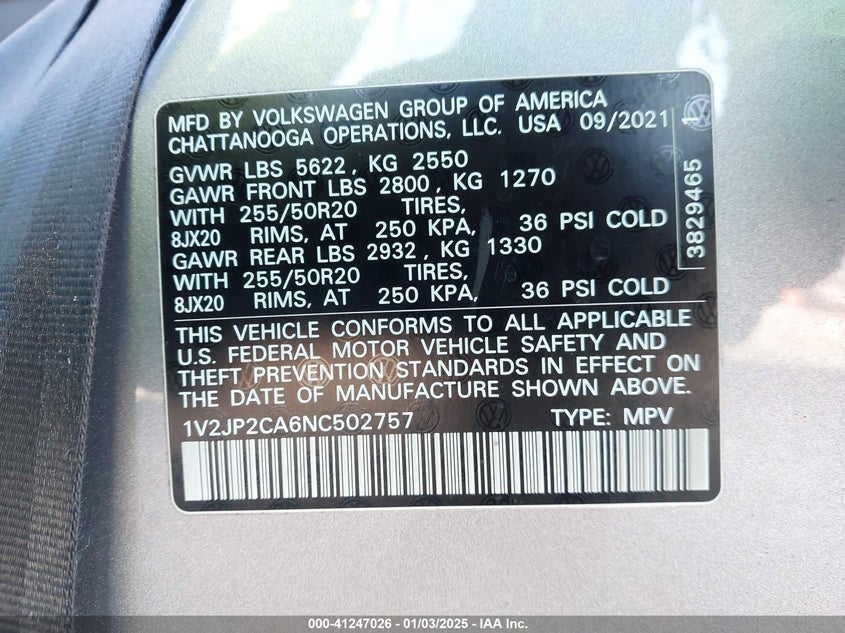 MFD BY VOLKSWAGEN GROUP OF AMERICA
CHATTANOOGA OPERATIONS, LLC. USA 09/2021
GVWR LBS 5622, KG 2550
GAWR FRONT LBS 2800, KG 1270
WITH 255/50R20 TIRES,
8JX20 RIMS, AT 250 KPA, 36 PSI COLD
GAWR REAR LBS 2932, KG 1330
WITH 255/50R20 TIRES,
8JX20 RIMS, AT 250 KPA, 36 PSI COLD
3829465 1
THIS VEHICLE CONFORMS TO ALL APPLICABLE
U.S. FEDERAL MOTOR VEHICLE SAFETY AND
THEFT PREVENTION STANDARDS IN EFFECT ON
THE DATE OF MANUFACTURE SHOWN ABOVE.
1V2JP2CA6NC502757 TYPE: MPV
000-41247026 - 01/03/2025 - IAA Inc.